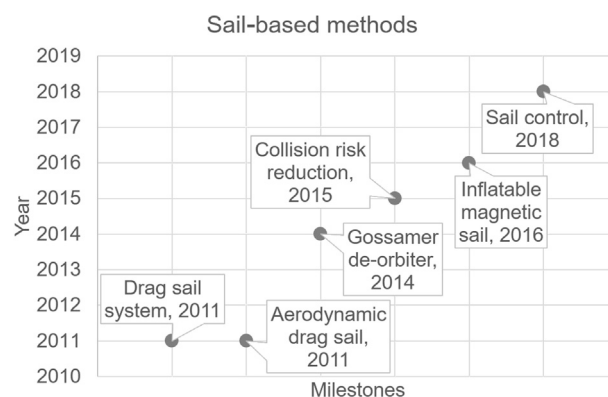 Sail-based methods
2019
2018
2017
2016
2015
2014
2013
2012
2011
2010
Year
Sail control,
2018
Collision risk
reduction,
2015
Inflatable
magnetic
sail, 2016
Gossamer
de-orbiter,
2014
Drag sail
system, 2011
Aerodynamic
drag sail,
2011
Milestones